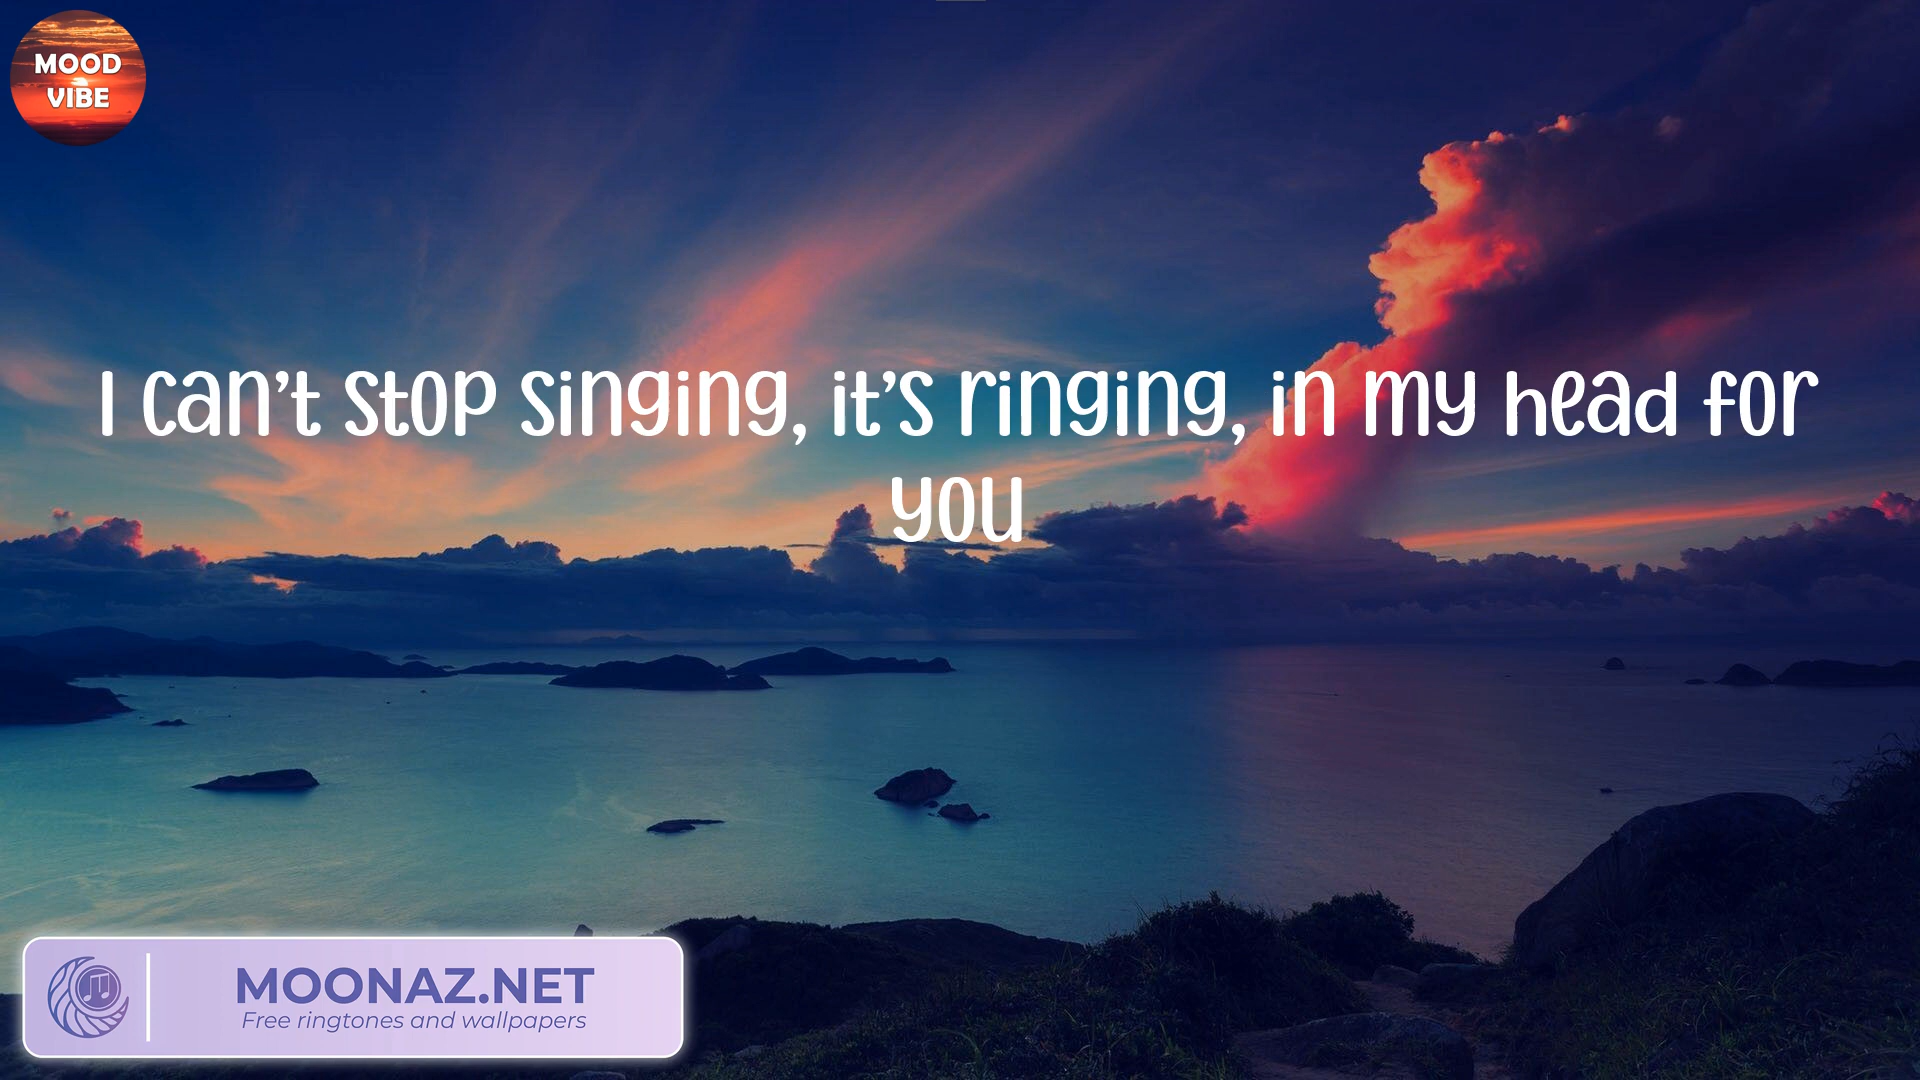 MOOD
VIBE
I can't stop singing, it's ringing, in my head for
you
MOONAZ.NET
Free ringtones and wallpapers